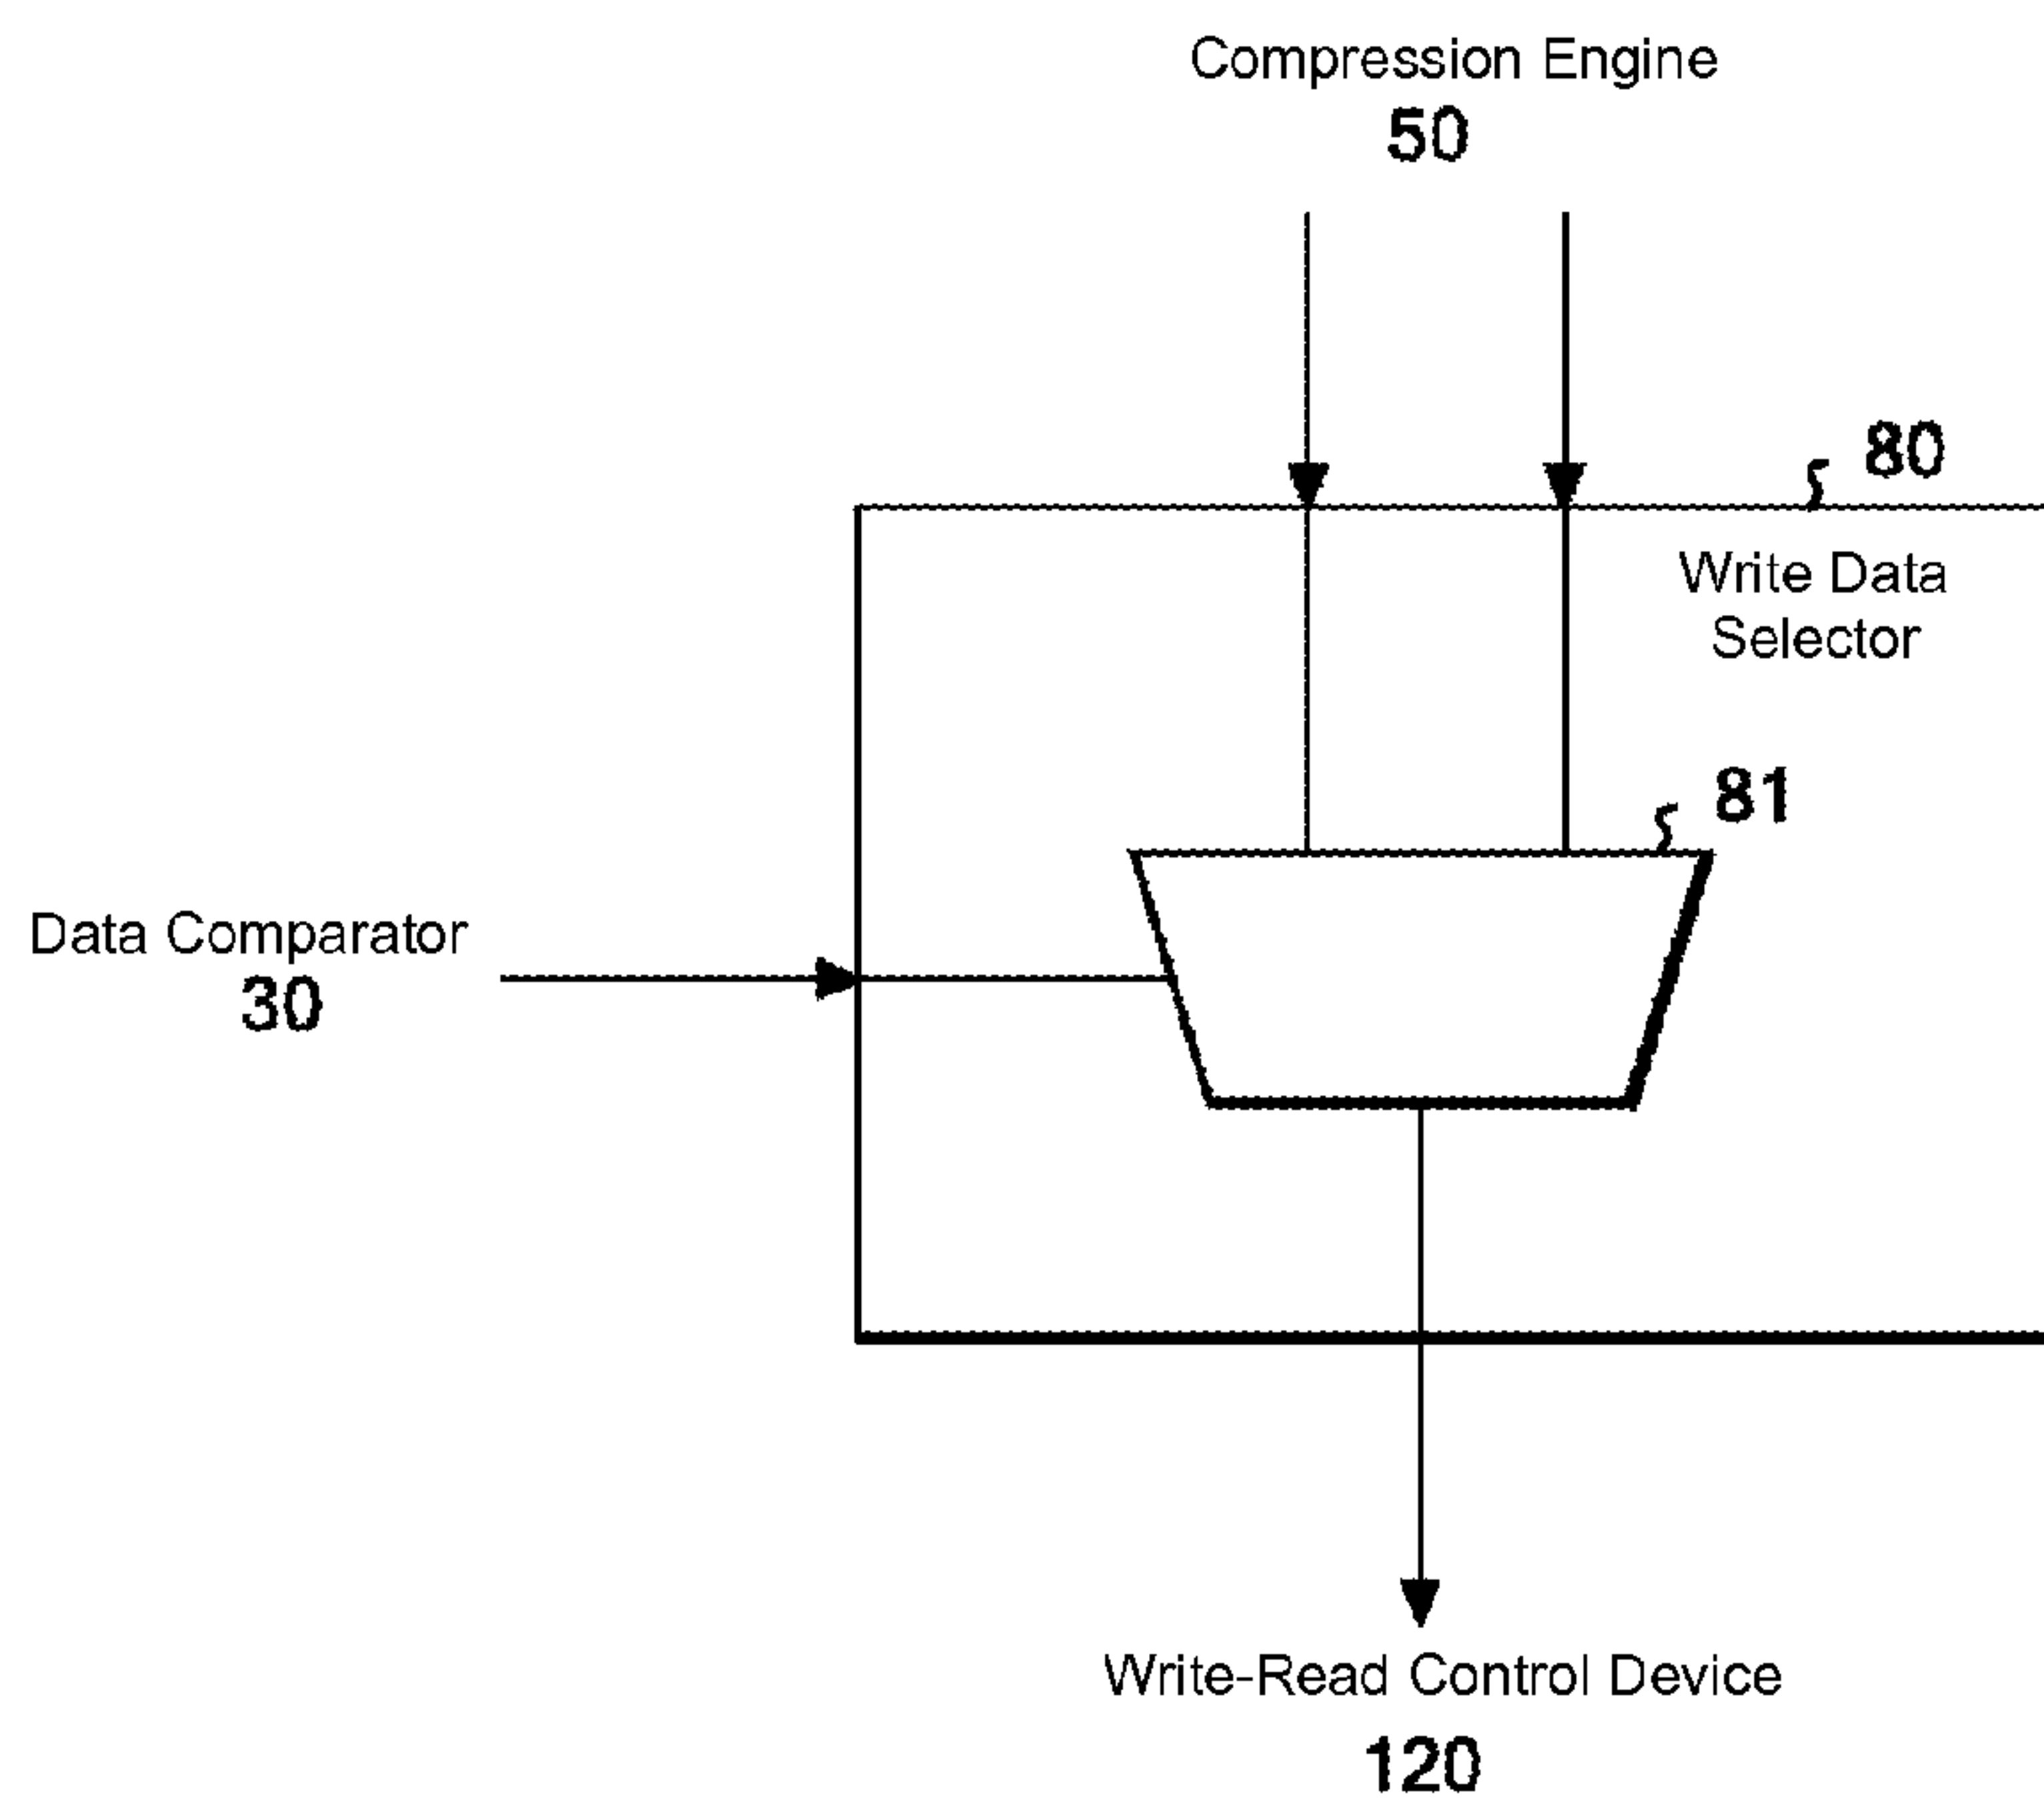 Compression Engine
50
80
Write Data
Selector
81
Data Comparator
30
Write-Read Control Device
120